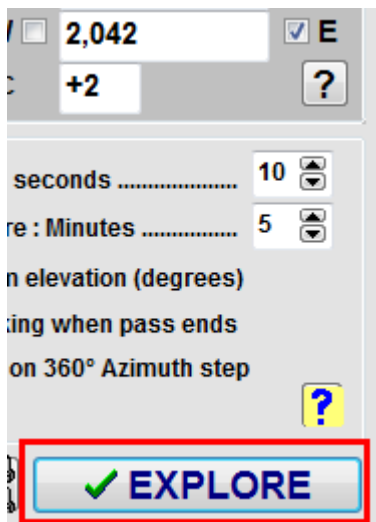 2,042 E
+2 ?
seconds .................... 10
re : Minutes ................ 5
elevation (degrees)
king when pass ends
on 360° Azimuth step
?
EXPLORE